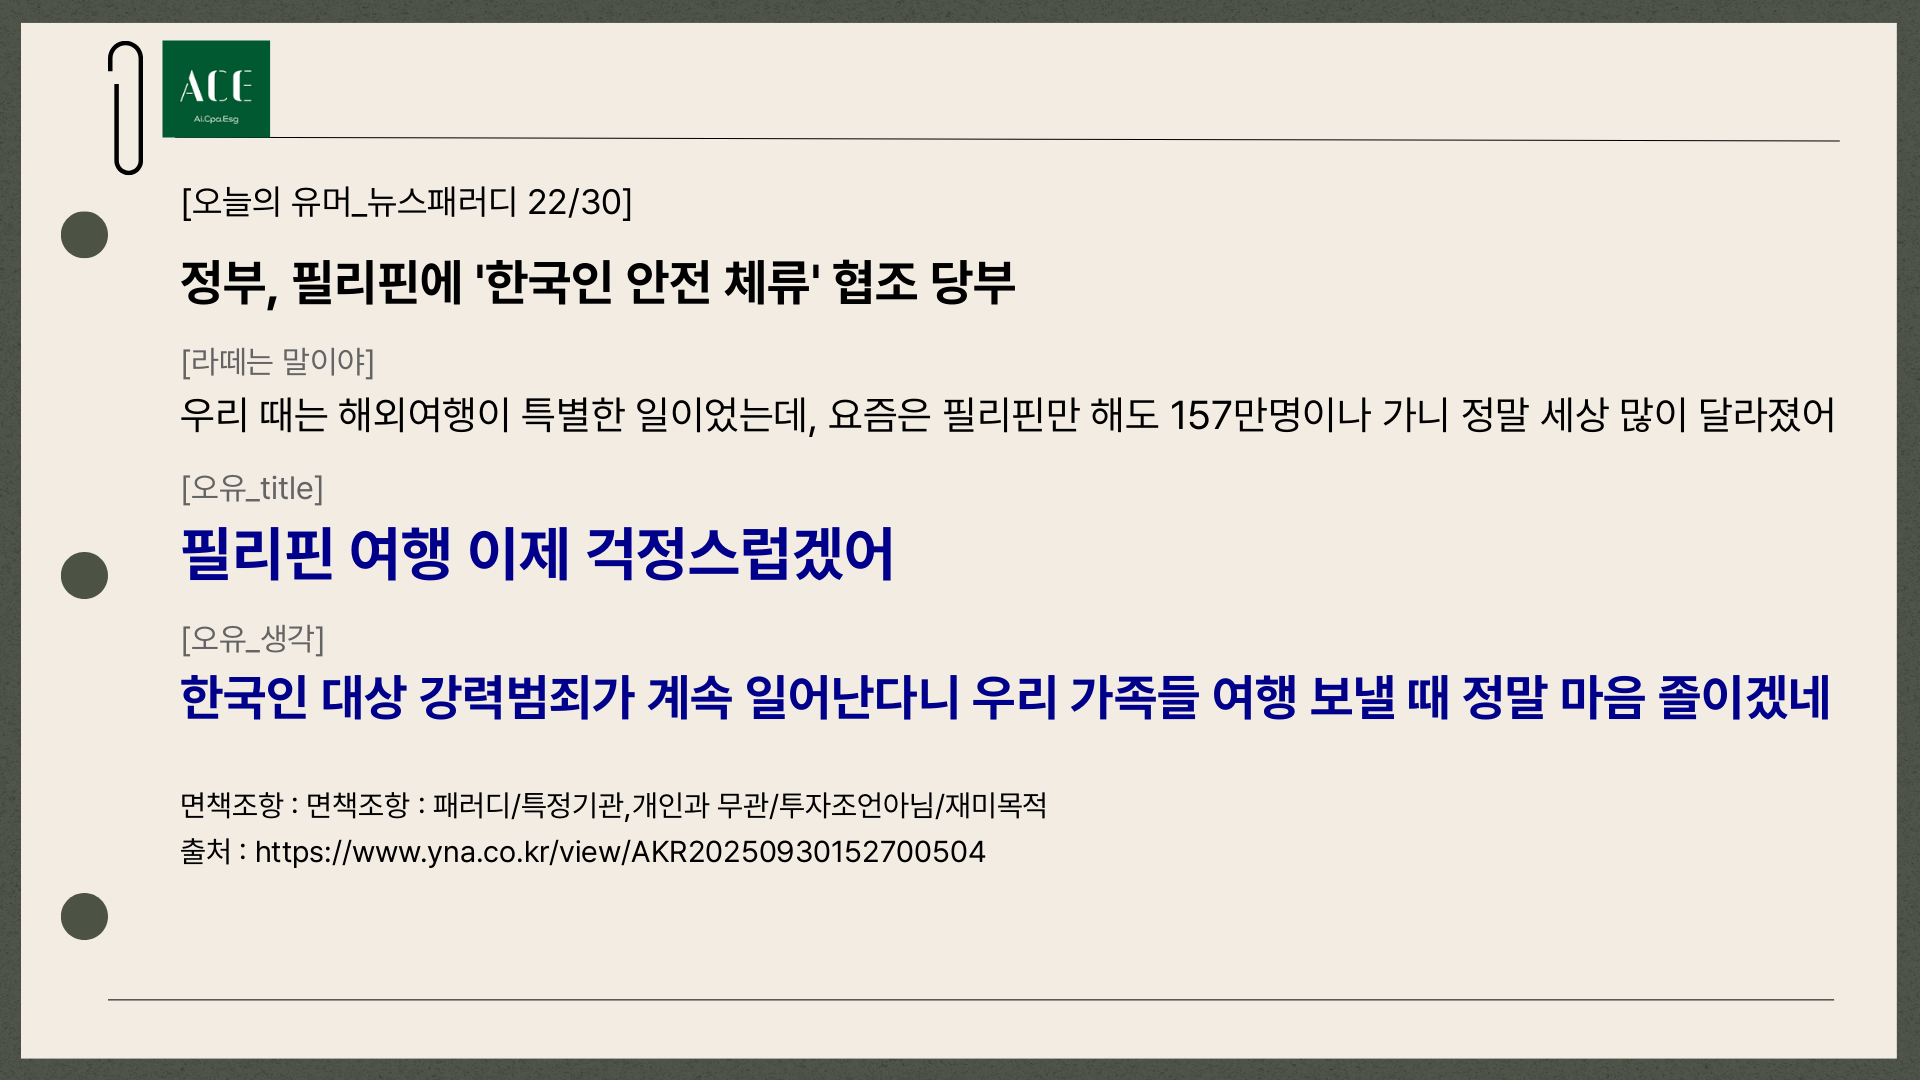 ACE
Ai.Cpa.Esg
[오늘의 유머_뉴스패러디 22/30]
정부, 필리핀에 '한국인 안전 체류' 협조 당부
[라떼는 말이야]
우리 때는 해외여행이 특별한 일이었는데, 요즘은 필리핀만 해도 157만명이나 가니 정말 세상 많이 달라졌어
[오유_title]
필리핀 여행 이제 걱정스럽겠어
[오유_생각]
한국인 대상 강력범죄가 계속 일어난다니 우리 가족들 여행 보낼 때 정말 마음 졸이겠네
면책조항 : 면책조항 : 패러디/특정기관,개인과 무관/투자조언아님/재미목적
출처 : https://www.yna.co.kr/view/AKR20250930152700504